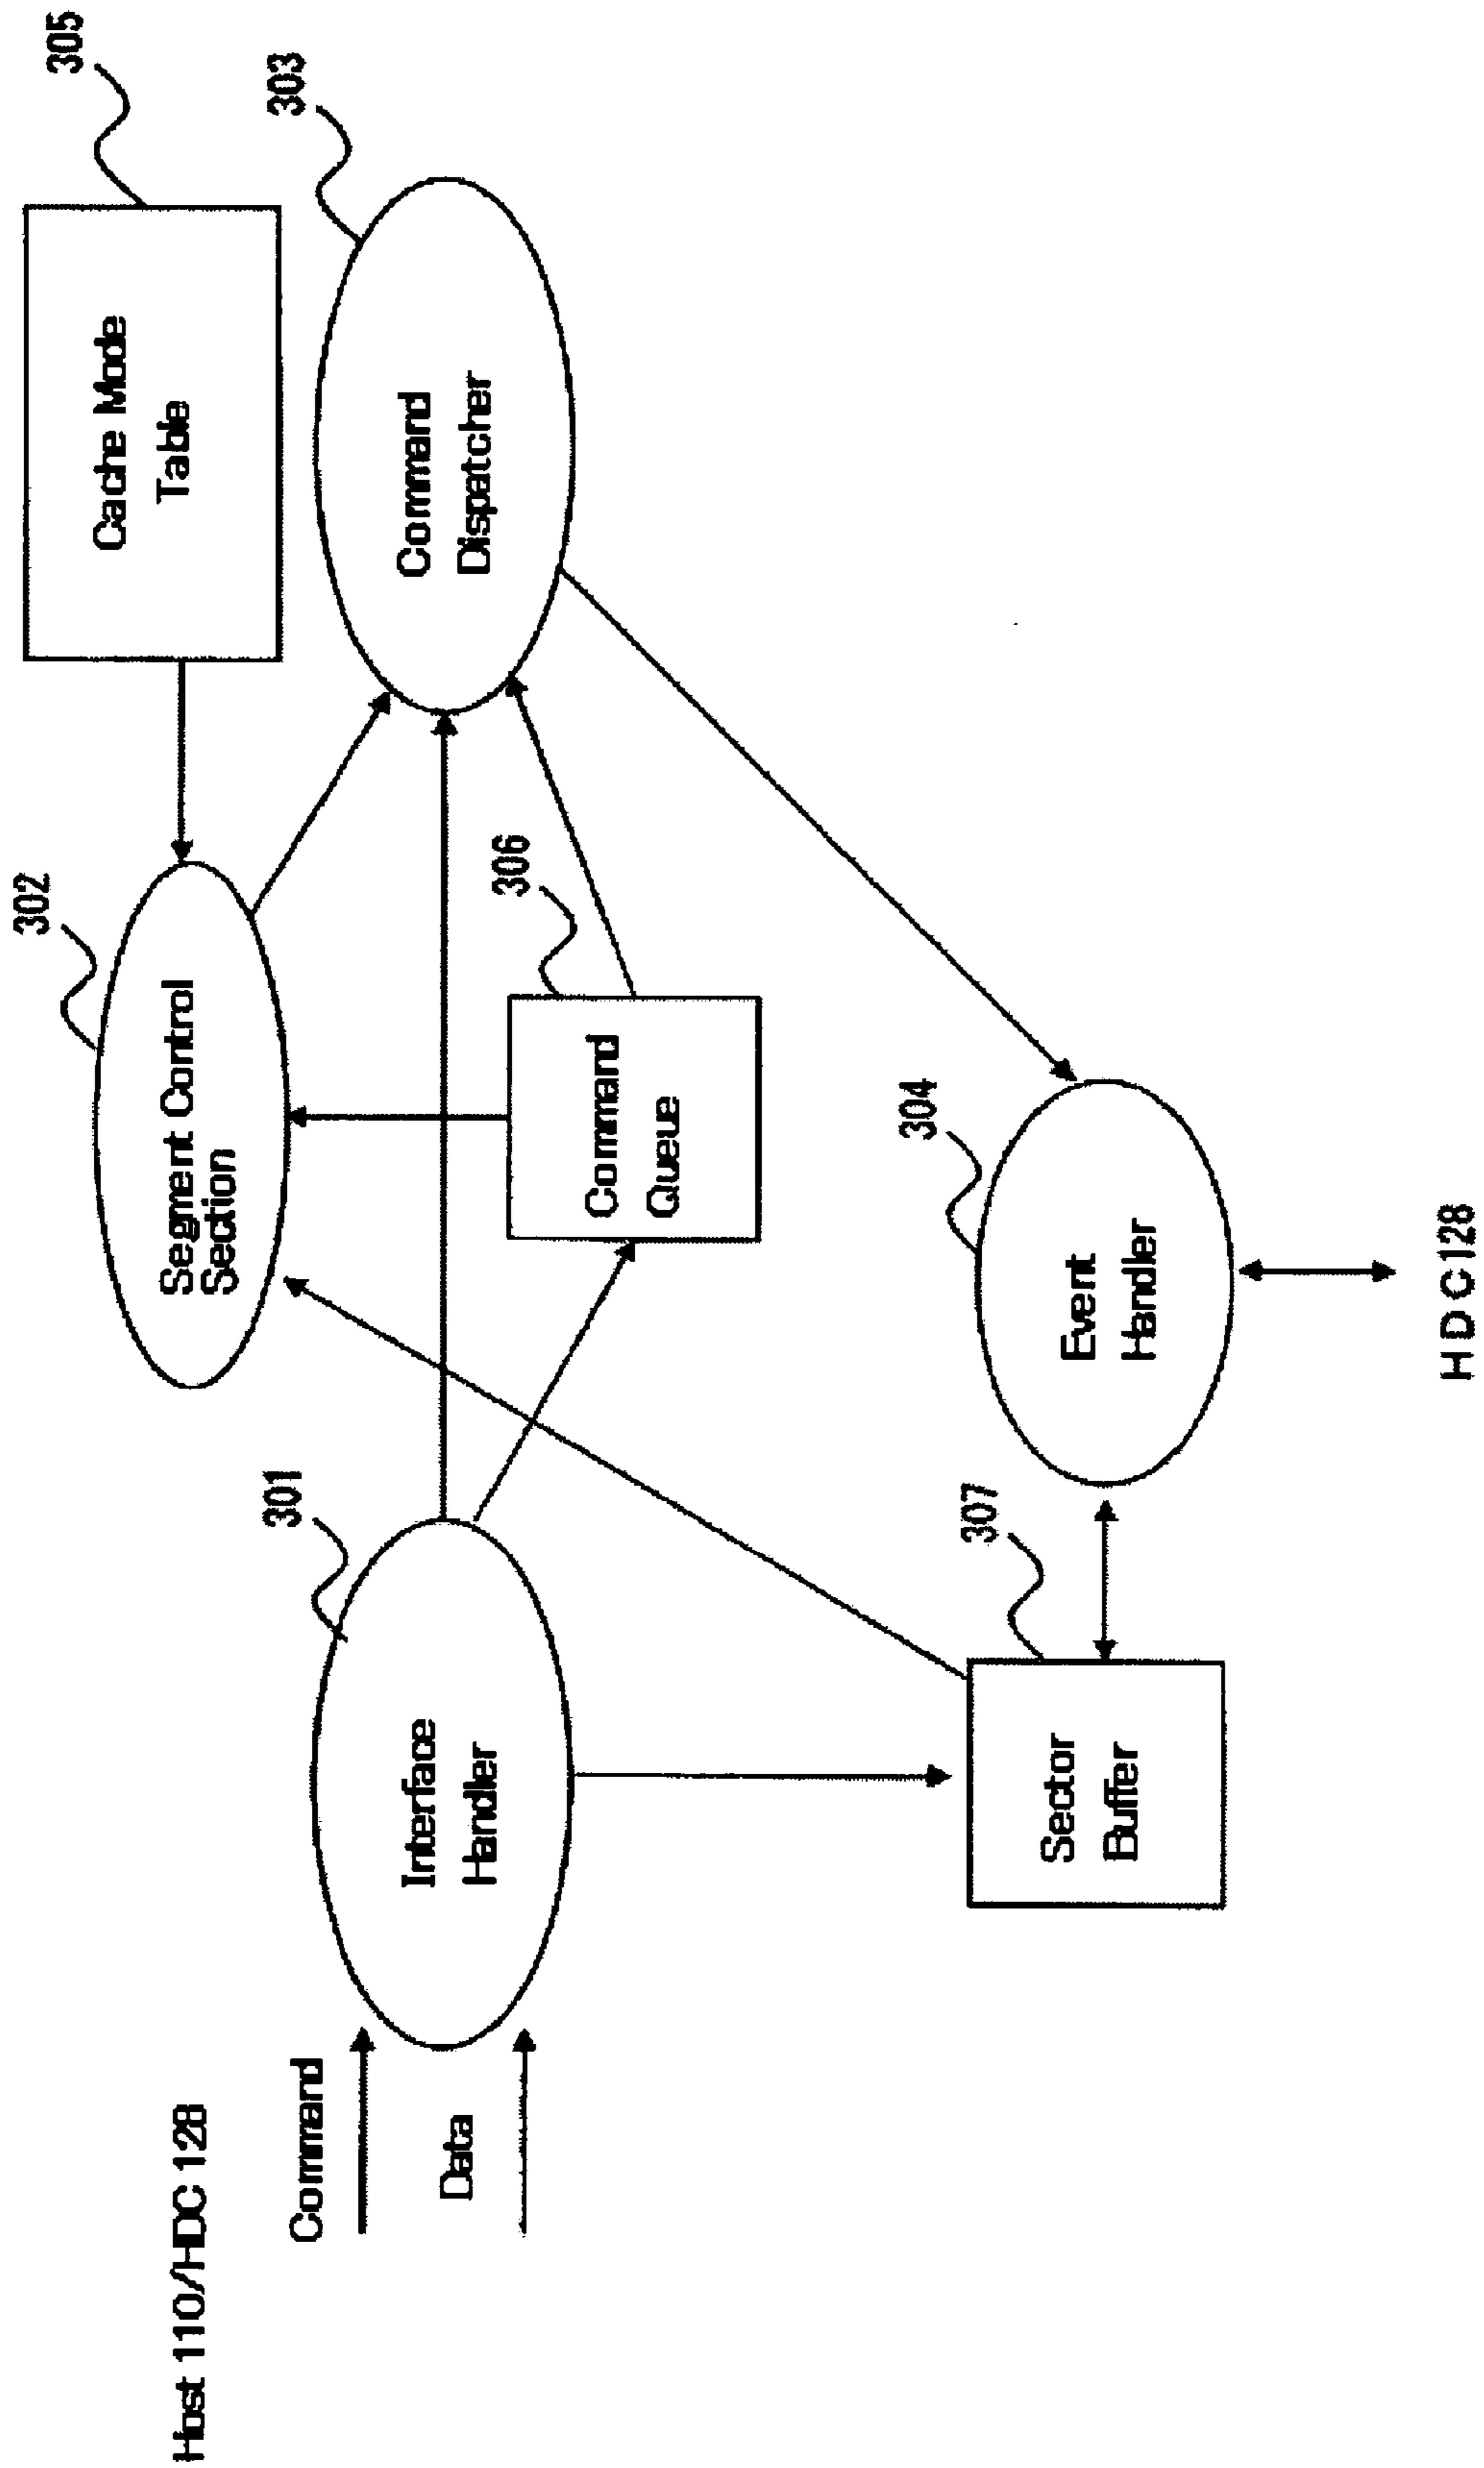 305
303
Cache Mode
Table
Command
Dispatcher
302
Segment Control
Section
306
Command
Queue
304
Event
Handler
HDC128
301
Interface
Handler
307
Sector
Buffer
Host 110/HDC 128
Command
Data